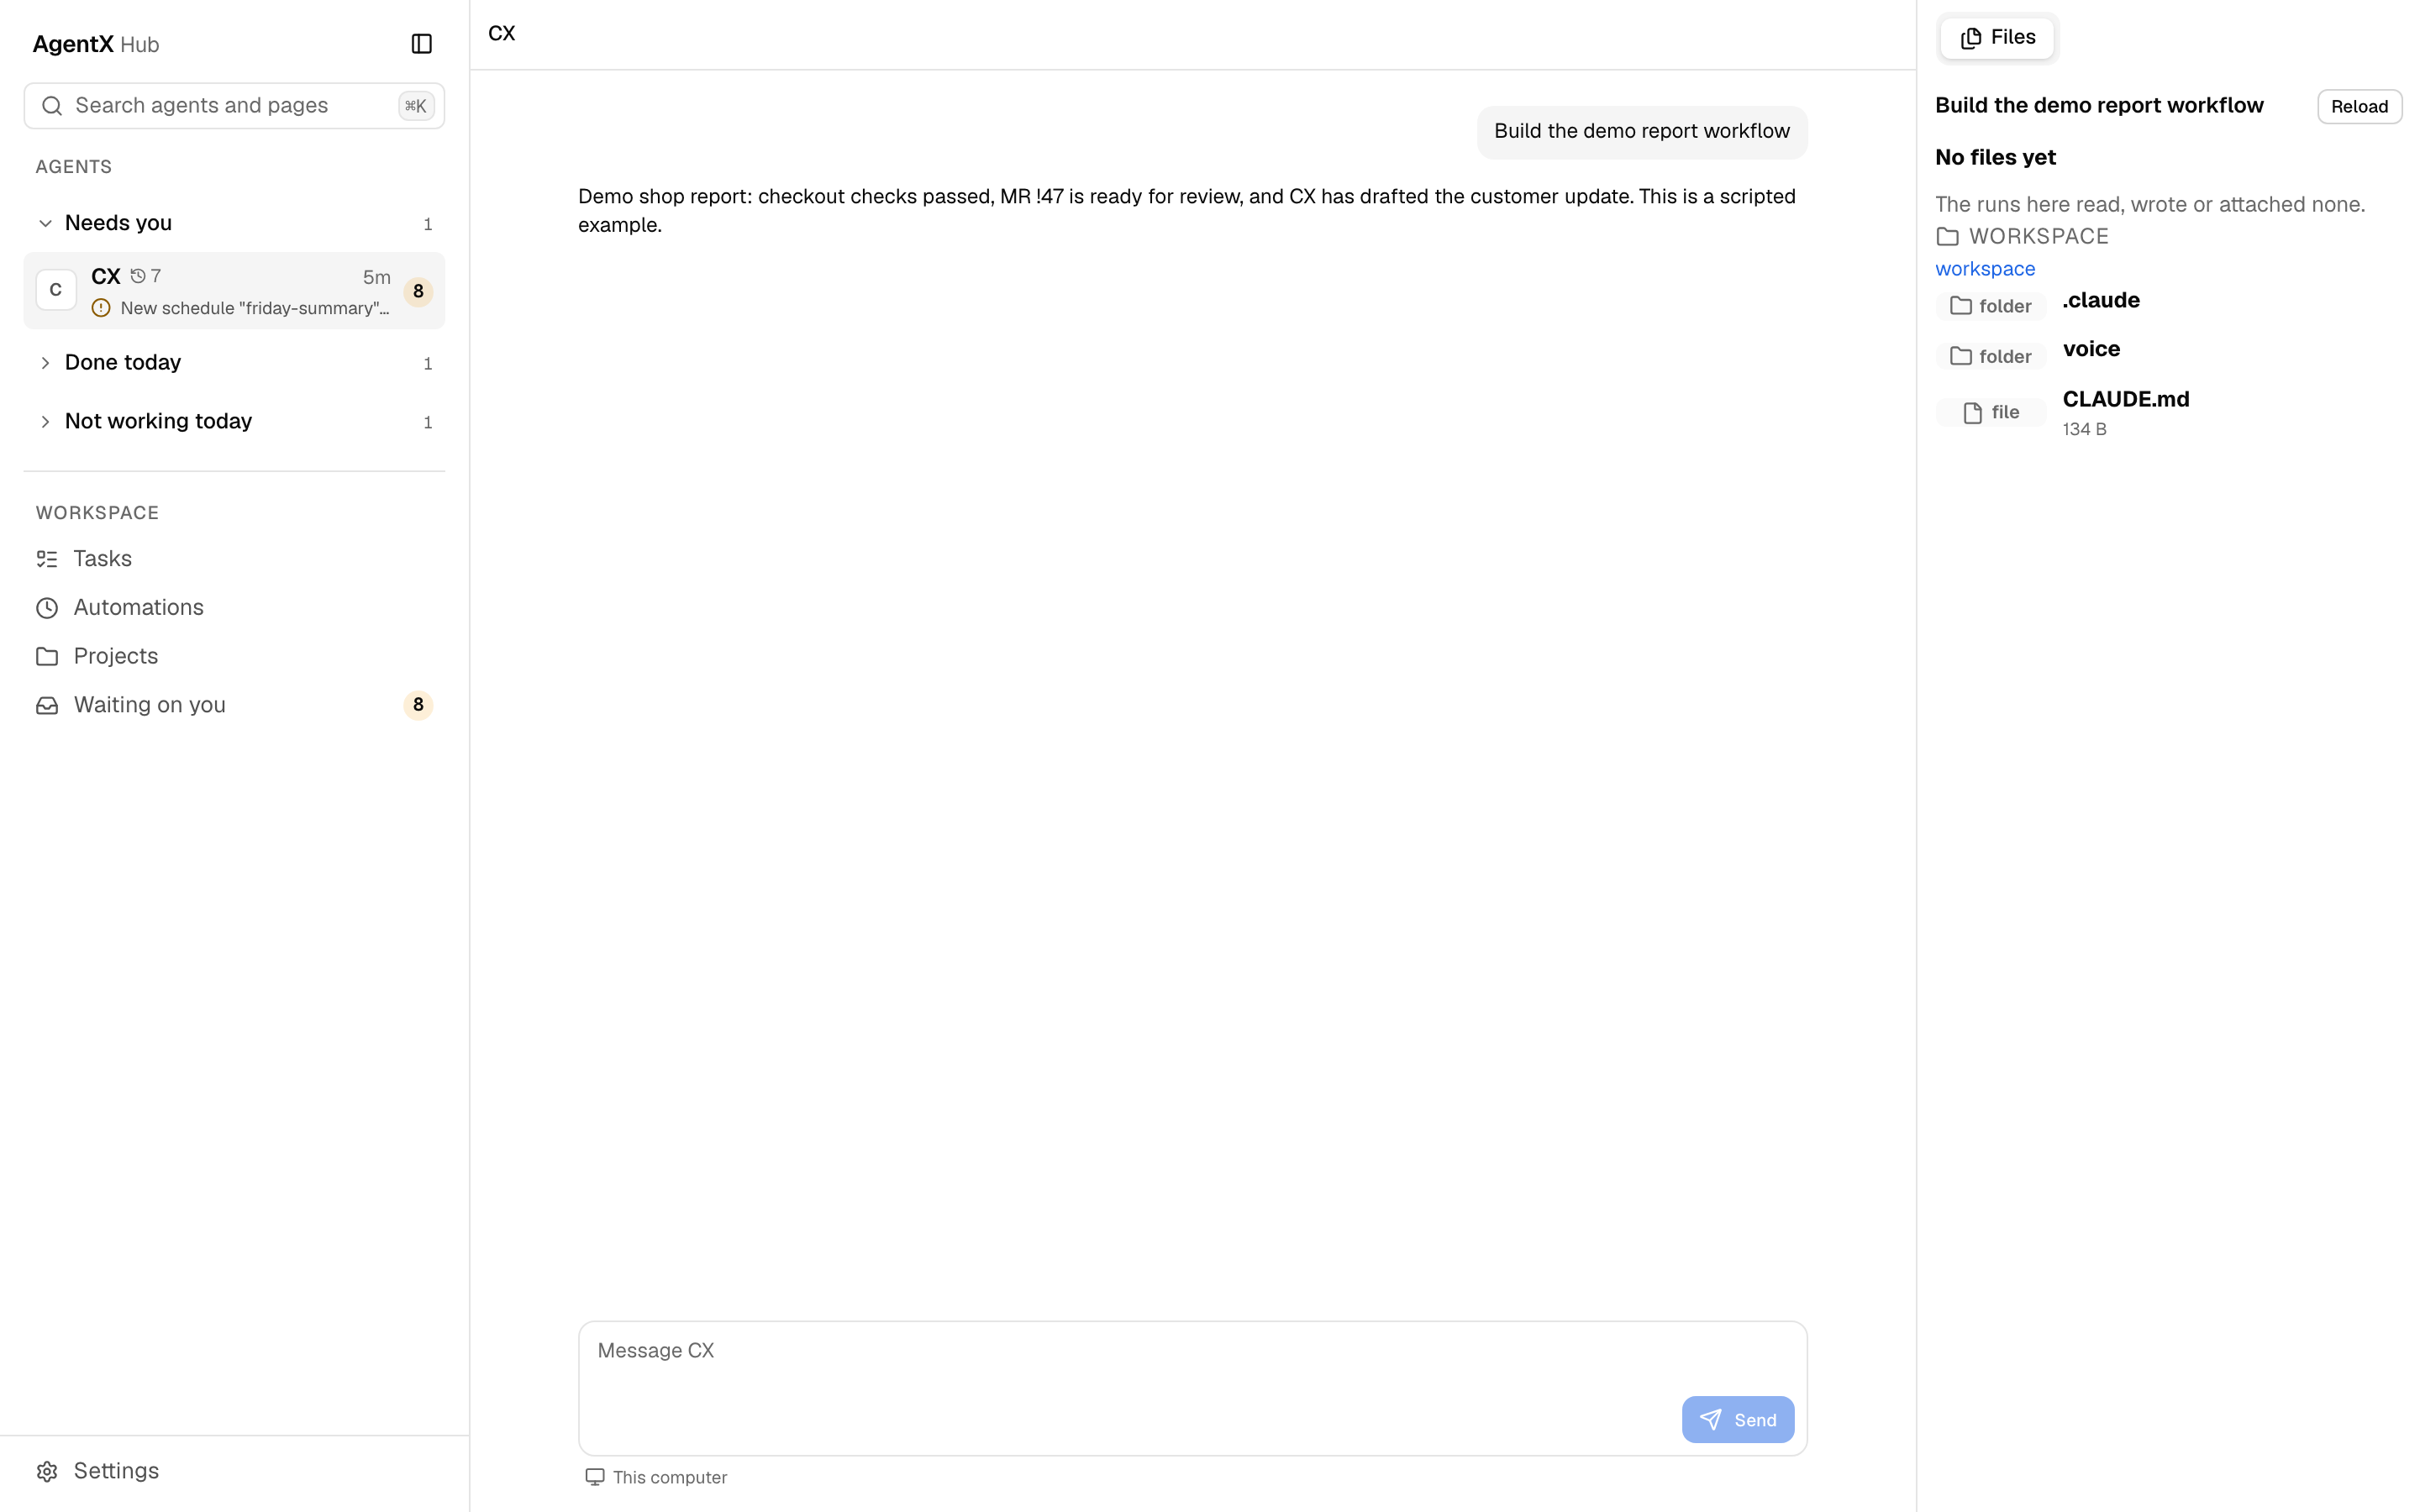 AgentX Hub
Search agents and pages
⌘K
AGENTS
Needs you
1
C
CX
7
5m
8
New schedule "friday-summary"...
Done today
1
Not working today
1
WORKSPACE
Tasks
Automations
Projects
Waiting on you
8
Settings
CX
Build the demo report workflow
Demo shop report: checkout checks passed, MR !47 is ready for review, and CX has drafted the customer update. This is a scripted
example.
Message CX
Send
This computer
Files
Build the demo report workflow
Reload
No files yet
The runs here read, wrote or attached none.
WORKSPACE
workspace
folder
.claude
folder
voice
file
CLAUDE.md
134 B